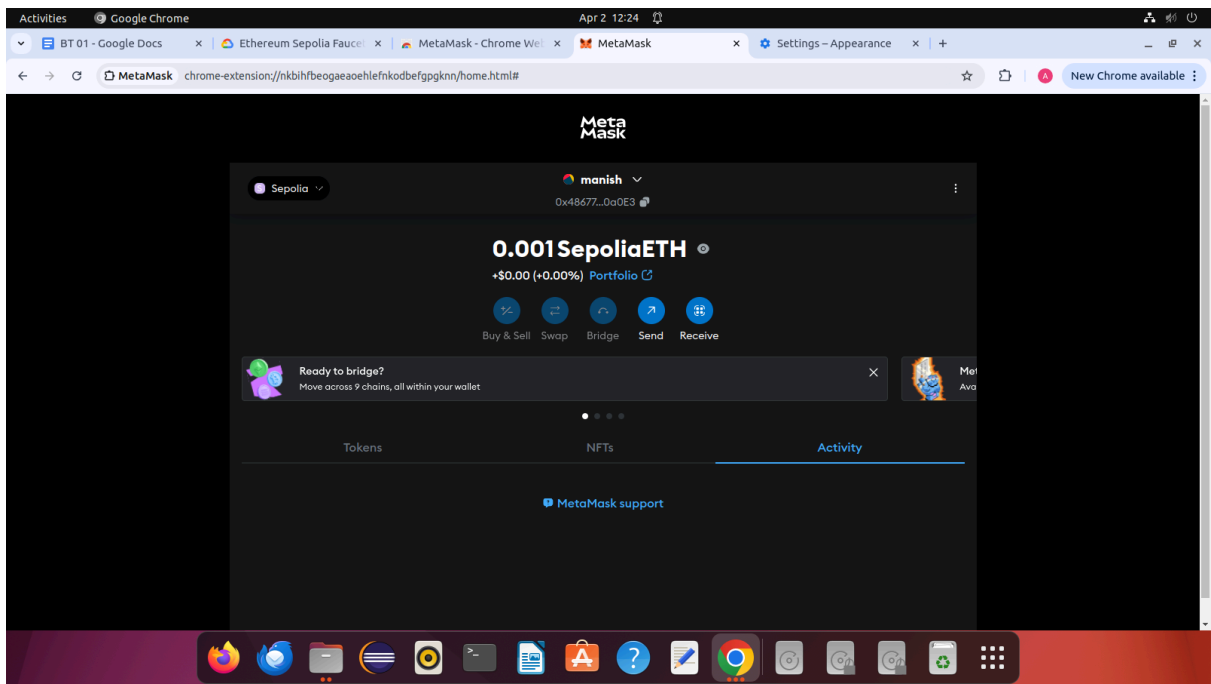 Activities Google Chrome Apr 2 12:24
BT 01 - Google Docs × Ethereum Sepolia Faucet × MetaMask - Chrome Web × MetaMask × Settings – Appearance × +
MetaMask chrome-extension://nkbihfbeogaeaoehlefnkodbefgpgknn/home.html# A New Chrome available
Meta
Mask
S Sepolia manish
0x48677...0a0E3
0.001 SepoliaETH
+$0.00 (+0.00%) Portfolio
Buy & Sell Swap Bridge Send Receive
Ready to bridge? Met
Move across 9 chains, all within your wallet Ava
Tokens NFTs Activity
MetaMask support